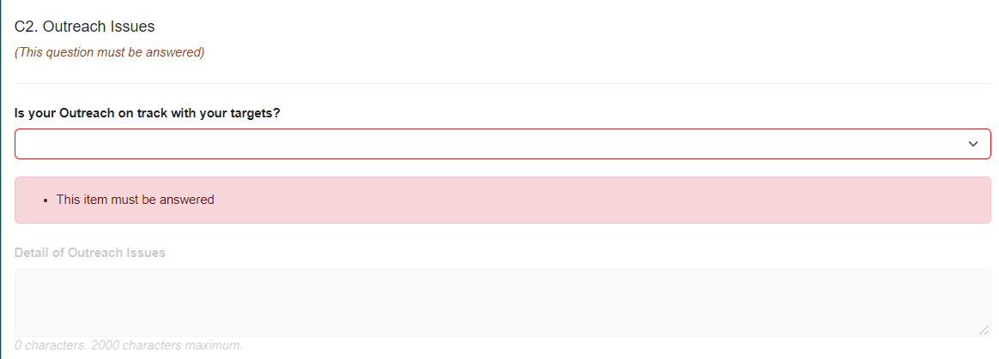 C2. Outreach Issues
(This question must be answered)
Is your Outreach on track with your targets?
This item must be answered
Detail of Outreach Issues
0 characters. 2000 characters maximum.